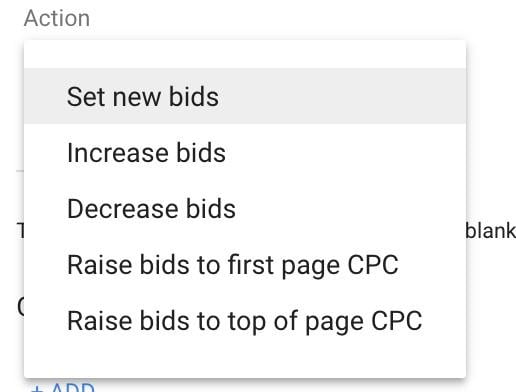 Action
Set new bids
Increase bids
Decrease bids
blank
Raise bids to first page CPC
Raise bids to top of page CPC
+ ADD